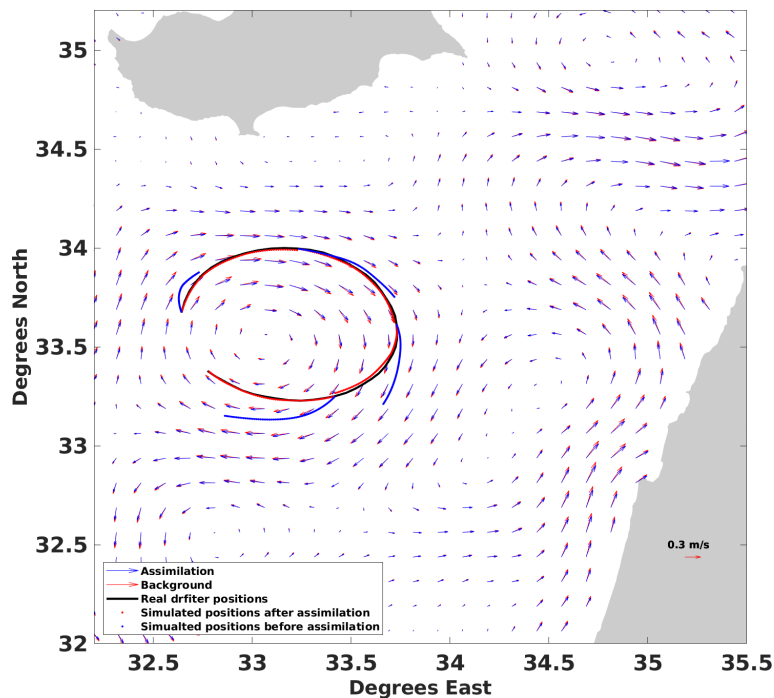 35
34.5
34
33.5
33
32.5
32
Degrees North
0.3 m/s
Assimilation
Background
Real drfiter positions
Simulated positions after assimilation
Simualted positions before assimilation
32.5 33 33.5 34 34.5 35 35.5
Degrees East